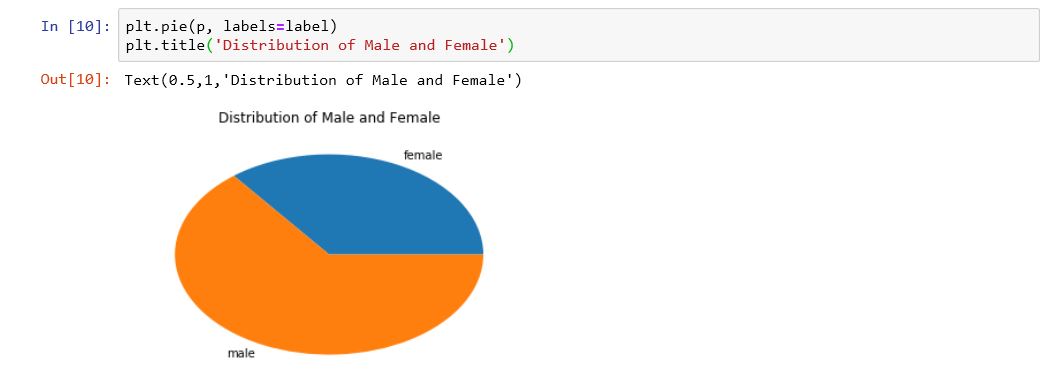 In [10]: plt.pie(p, labels=label)
plt.title('Distribution of Male and Female')
Out[10]: Text(0.5,1,'Distribution of Male and Female')
Distribution of Male and Female
female
male